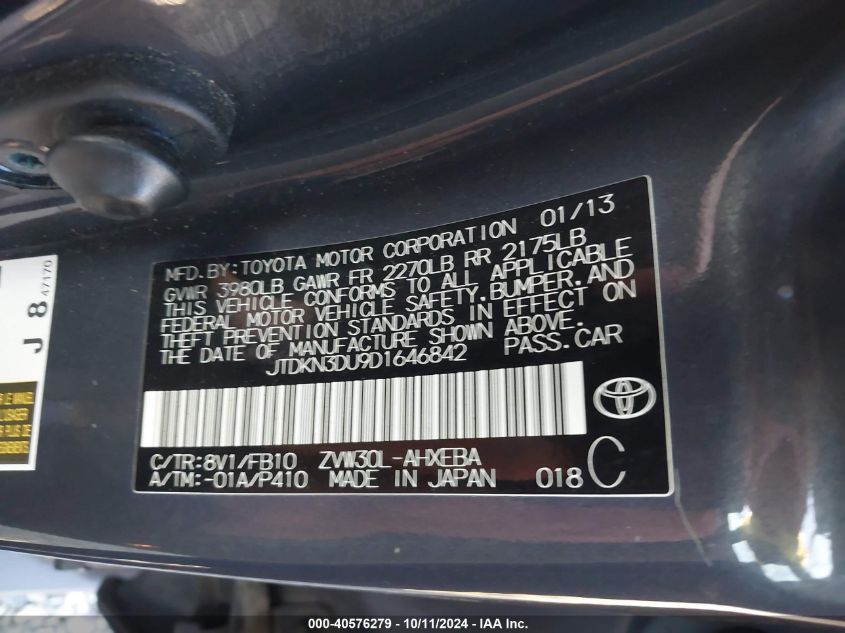 MFD. BY: TOYOTA MOTOR CORPORATION 01/13
GVWR 3980LB GAWR FR 2270LB RR 2175LB
THIS VEHICLE CONFORMS TO ALL APPLICABLE
FEDERAL MOTOR VEHICLE SAFETY, BUMPER, AND
THEFT PREVENTION STANDARDS IN EFFECT ON
THE DATE OF MANUFACTURE SHOWN ABOVE.
JTDKN3DU9D1646842 PASS. CAR
C/TR: 8V1/FB10 ZVW30L-AHXEBA
A/TM: -01A/P410 MADE IN JAPAN 018 C
J 8 47170
000-40576279 - 10/11/2024 - IAA Inc.